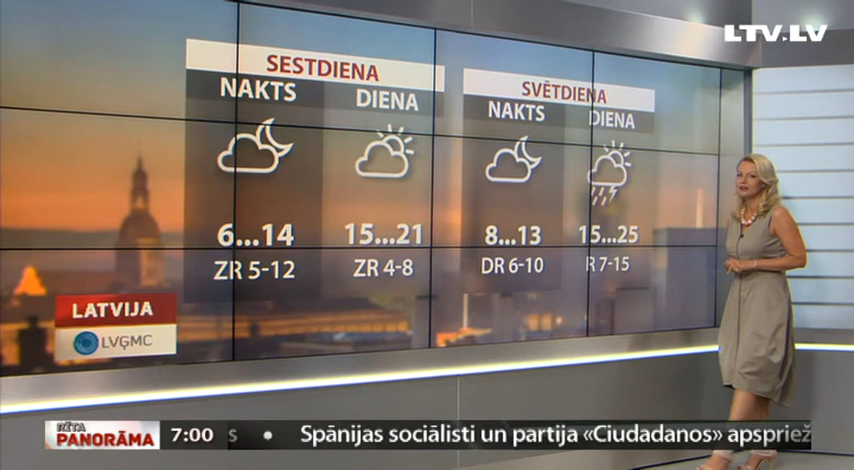 LTV.LV
SESTDIENA
NAKTS
DIENA
6...14
15...21
ZR 5-12
ZR 4-8
SVĒTDIENA
NAKTS
DIENA
8...13
15...25
DR 6-10
R 7-15
LATVIJA
LVĢMC
RĪTA
PANORĀMA
7:00
s • Spānijas sociālisti un partija «Ciudadanos» apspriež